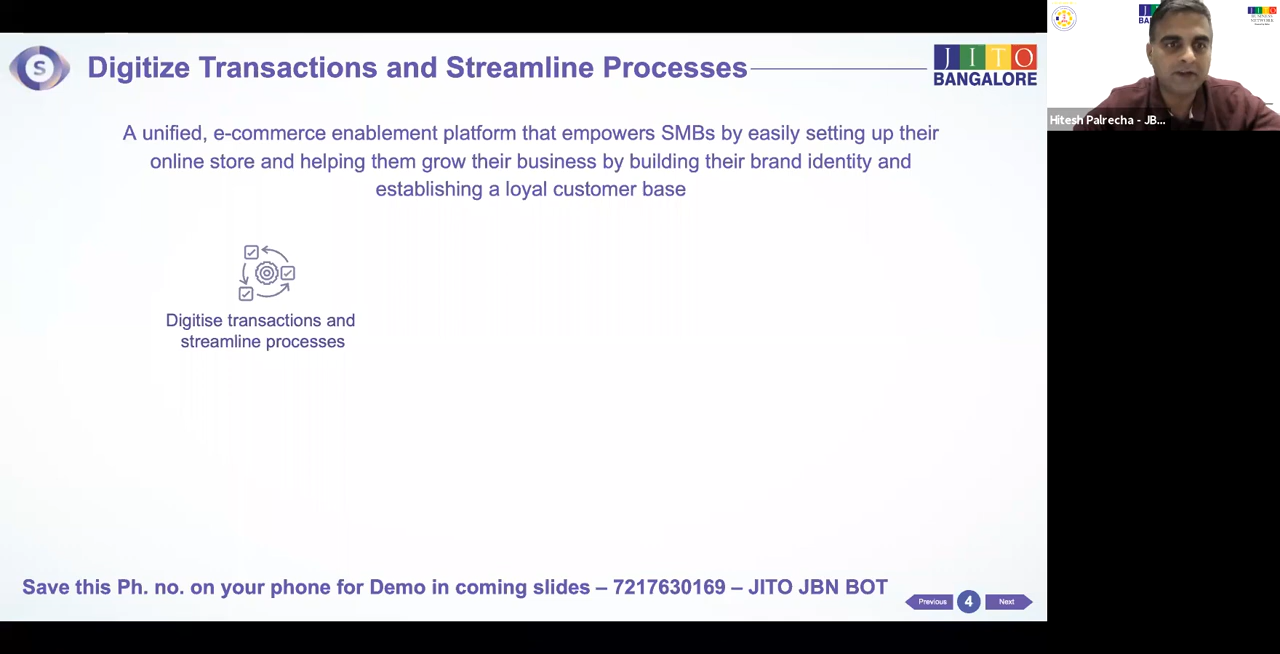 S
Digitize Transactions and Streamline Processes
JITO
BANGALORE
A unified, e-commerce enablement platform that empowers SMBs by easily setting up their
online store and helping them grow their business by building their brand identity and
establishing a loyal customer base
Digitise transactions and
streamline processes
Save this Ph. no. on your phone for Demo in coming slides – 7217630169 – JITO JBN BOT
Previous
4
Next
JITO
BUSINESS
NETWORK
Hitesh Palrecha - JB...